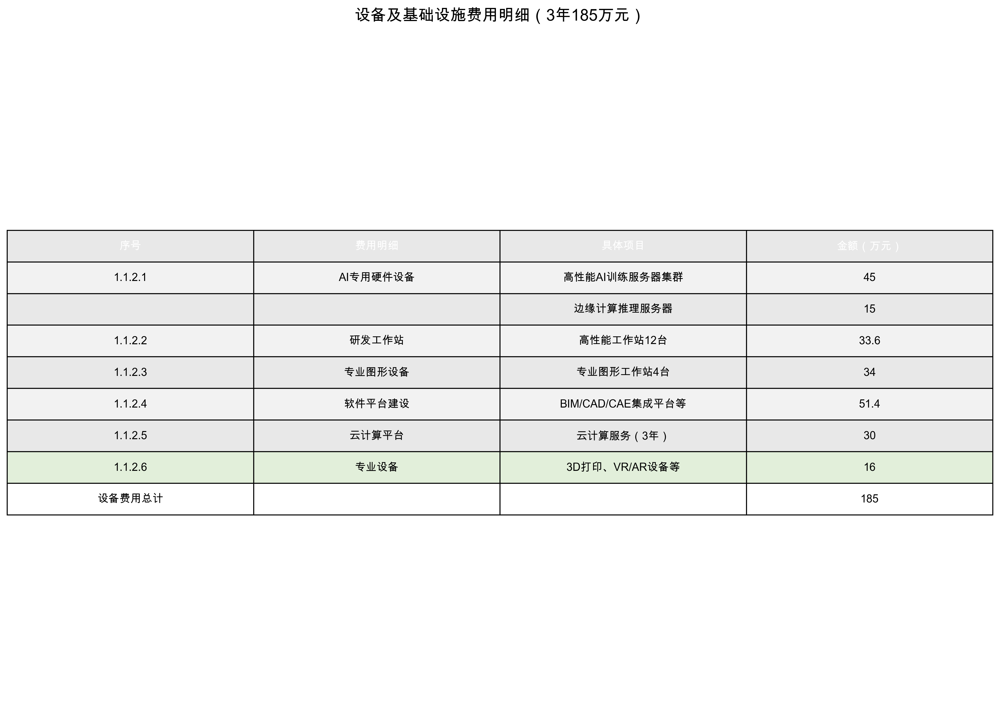 设备及基础设施费用明细（3年185万元）
序号 费用明细 具体项目 金额（万元）
1.1.2.1 AI专用硬件设备 高性能AI训练服务器集群 45
边缘计算推理服务器 15
1.1.2.2 研发工作站 高性能工作站12台 33.6
1.1.2.3 专业图形设备 专业图形工作站4台 34
1.1.2.4 软件平台建设 BIM/CAD/CAE集成平台等 51.4
1.1.2.5 云计算平台 云计算服务（3年） 30
1.1.2.6 专业设备 3D打印、VR/AR设备等 16
设备费用总计 185